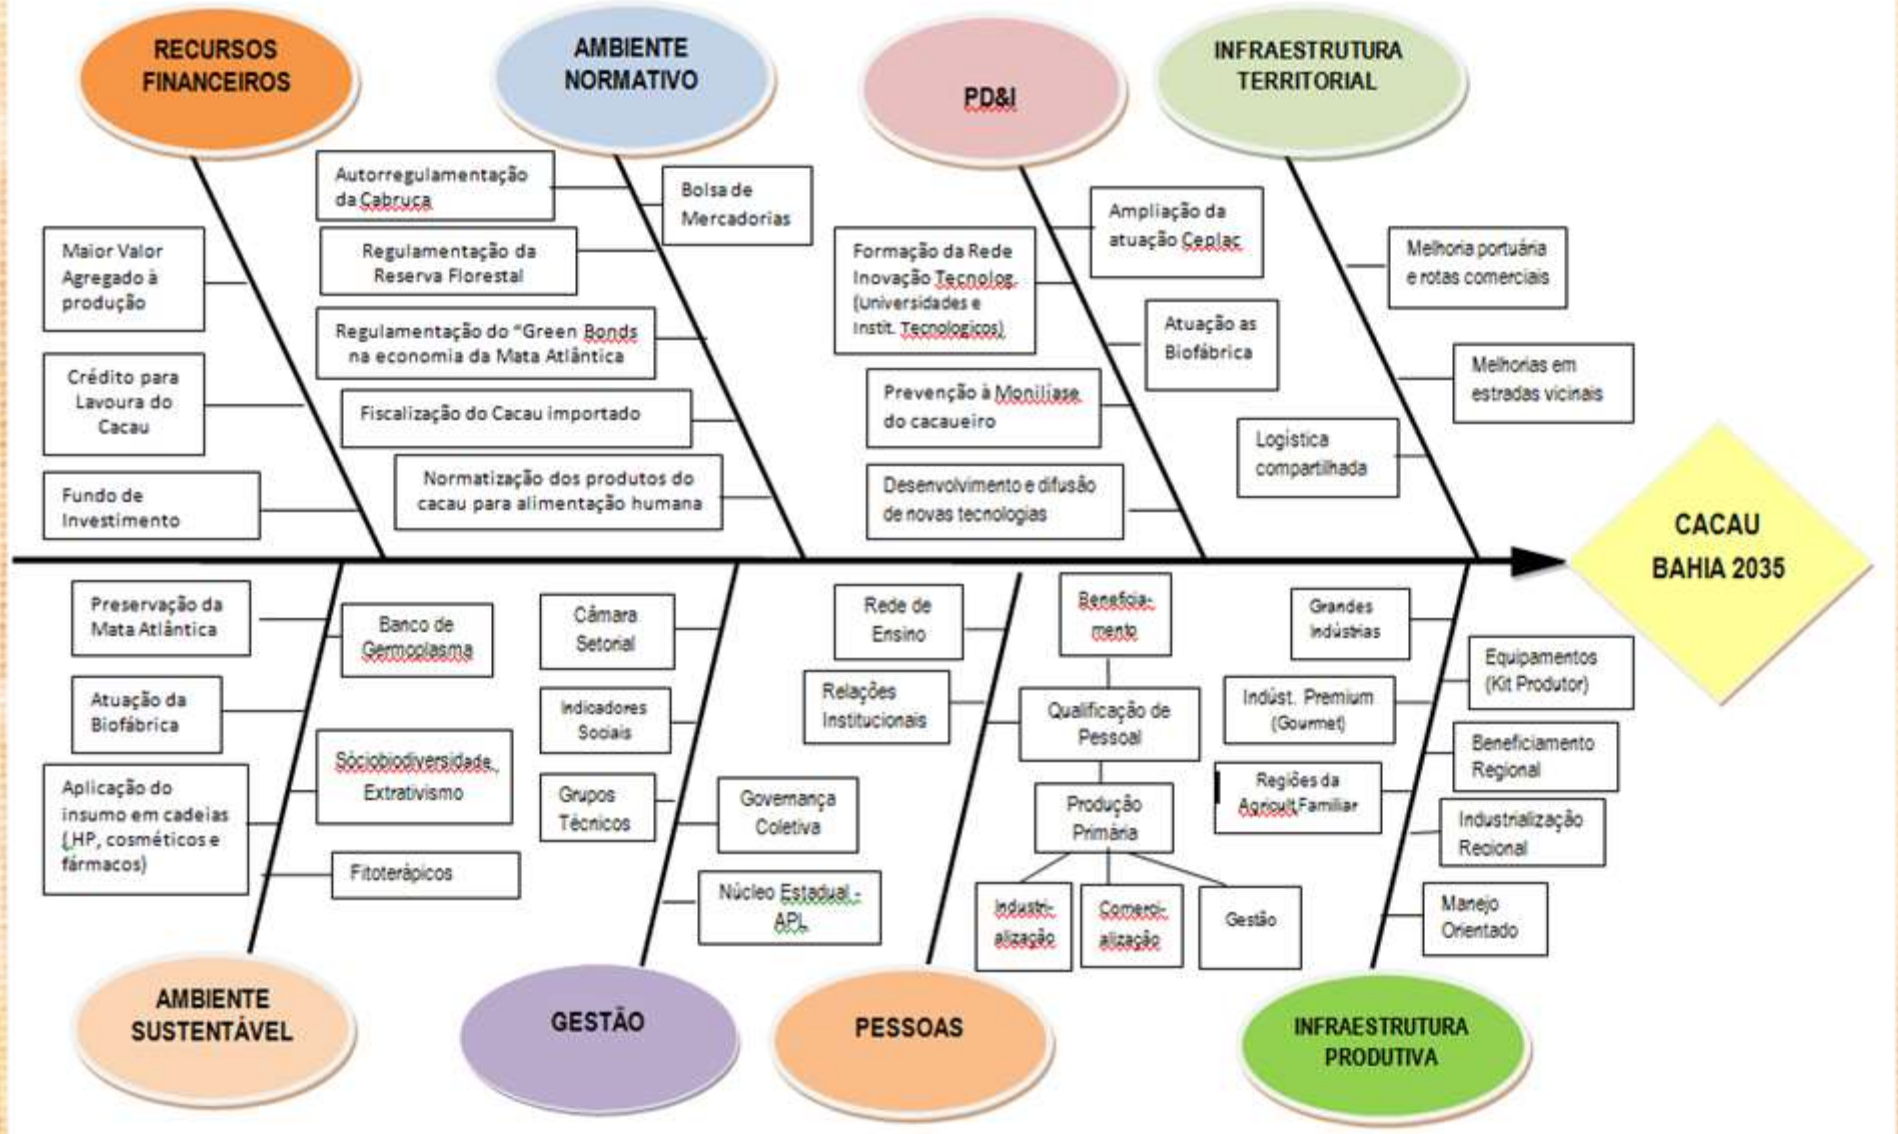 RECURSOS
FINANCEIROS
AMBIENTE
NORMATIVO
PD&I
INFRAESTRUTURA
TERRITORIAL
Maior Valor
Agregado à
produção
Crédito para
Lavoura do
Cacau
Fundo de
Investimento
Autorregulamentação
da Cabruca
Bolsa de
Mercadorias
Regulamentação da
Reserva Florestal
Regulamentação do “Green Bonds
na economia da Mata Atlântica
Fiscalização do Cacau importado
Normatização dos produtos do
cacau para alimentação humana
Formação da Rede
Inovação Tecnolog.
(Universidades e
Instit. Tecnologicos)
Ampliação da
atuação Ceplac
Atuação as
Biofábrica
Prevenção à Monilíase
do cacaueiro
Desenvolvimento e difusão
de novas tecnologias
Melhoria portuária
e rotas comerciais
Melhorias em
estradas vicinais
Logística
compartilhada
CACAU
BAHIA 2035
Preservação da
Mata Atlântica
Banco de
Germoplasma
Atuação da
Biofábrica
Sóciobiodiversidade,
Extrativismo
Aplicação do
insumo em cadeias
(HP, cosméticos e
fármacos)
Fitoterápicos
Câmara
Setorial
Indicadores
Sociais
Grupos
Técnicos
Governança
Coletiva
Núcleo Estadual -
APL
Rede de
Ensino
Relações
Institucionais
Beneficia-
mento
Qualificação de
Pessoal
Produção
Primária
Industri-
alização
Comerci-
alização
Gestão
Grandes
Indústrias
Equipamentos
(Kit Produtor)
Indúst. Premium
(Gourmet)
Beneficiamento
Regional
Regiões da
Agricult.Familiar
Industrialização
Regional
Manejo
Orientado
AMBIENTE
SUSTENTÁVEL
GESTÃO
PESSOAS
INFRAESTRUTURA
PRODUTIVA